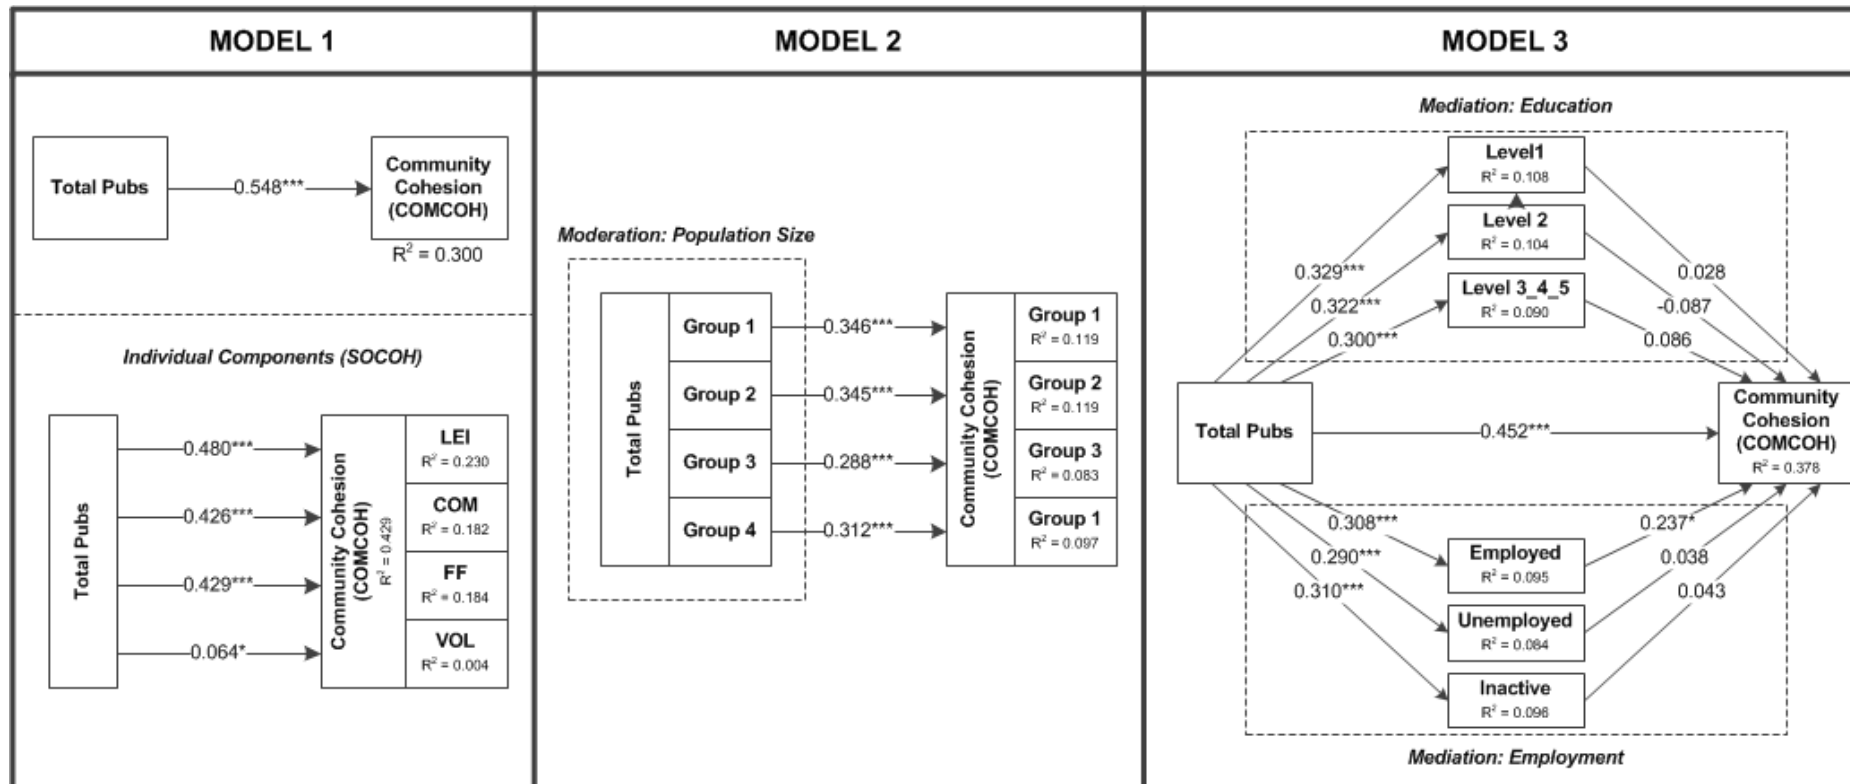 MODEL 1
Total Pubs
0.548***
Community
Cohesion
(COMCOH)
R² = 0.300
Individual Components (SOCOH)
Total Pubs
0.480***
0.426***
0.429***
0.064*
Community Cohesion
(COMCOH)
R² = 0.429
LEI
R² = 0.230
COM
R² = 0.182
FF
R² = 0.184
VOL
R² = 0.004
MODEL 2
Moderation: Population Size
Total Pubs
Group 1
Group 2
Group 3
Group 4
0.346***
0.345***
0.288***
0.312***
Community Cohesion
(COMCOH)
Group 1
R² = 0.119
Group 2
R² = 0.119
Group 3
R² = 0.083
Group 1
R² = 0.097
MODEL 3
Mediation: Education
Level1
R² = 0.108
Level 2
R² = 0.104
Level 3_4_5
R² = 0.090
0.329***
0.322***
0.300***
0.028
-0.087
0.086
Total Pubs
0.452***
Community
Cohesion
(COMCOH)
R² = 0.378
0.308***
0.290***
0.310***
0.237*
0.038
0.043
Employed
R² = 0.095
Unemployed
R² = 0.084
Inactive
R² = 0.096
Mediation: Employment